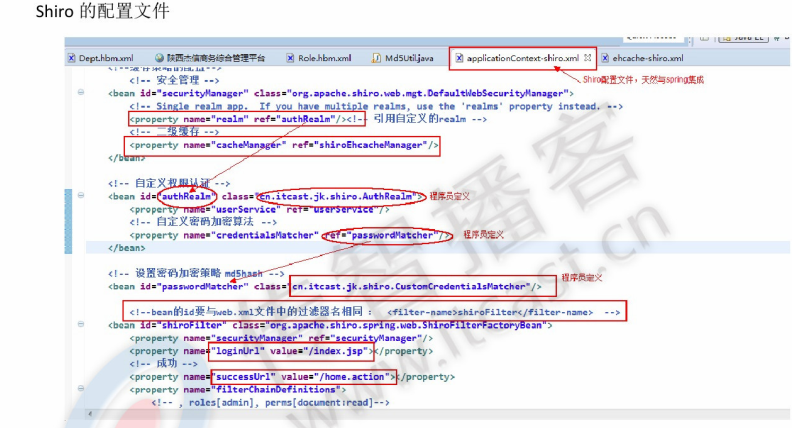 Shiro 的配置文件
Dept.hbm.xml 陕西杰信商务综合管理平台 Role.hbm.xml Md5Util.java applicationContext-shiro.xml ehcache-shiro.xml
Shiro配置文件，天然与spring集成
<!-- 安全管理 -->
<bean id="securityManager" class="org.apache.shiro.web.mgt.DefaultWebSecurityManager">
<!-- Single realm app.  If you have multiple realms, use the 'realms' property instead. -->
<property name="realm" ref="authRealm"/><!-- 引用自定义的realm -->
<!-- 二级缓存 -->
<property name="cacheManager" ref="shiroEhcacheManager"/>
</bean>
<!-- 自定义权限认证 -->
<bean id="authRealm" class="cn.itcast.jk.shiro.AuthRealm"> 程序员定义
<property name="userService" ref="userService"/>
<!-- 自定义密码加密算法 -->
<property name="credentialsMatcher" ref="passwordMatcher"/> 程序员定义
</bean>
<!-- 设置密码加密策略 md5hash -->
程序员定义
<bean id="passwordMatcher" class="cn.itcast.jk.shiro.CustomCredentialsMatcher"/>
<!--bean的id要与web.xml文件中的过滤器名相同： <filter-name>shiroFilter</filter-name> -->
<bean id="shiroFilter" class="org.apache.shiro.spring.web.ShiroFilterFactoryBean">
<property name="securityManager" ref="securityManager"/>
<property name="loginUrl" value="/index.jsp"></property>
<!-- 成功 -->
<property name="successUrl" value="/home.action"></property>
<property name="filterChainDefinitions">
<!-- , roles[admin], perms[document:read]-->
传智播客
www.itcast.cn